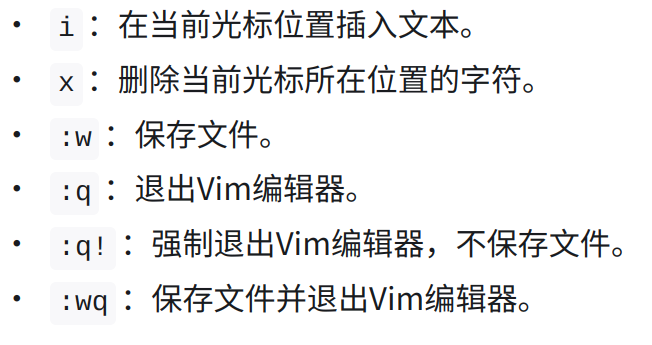 • i：在当前光标位置插入文本。
• x：删除当前光标所在位置的字符。
• :w：保存文件。
• :q：退出Vim编辑器。
• :q!：强制退出Vim编辑器，不保存文件。
• :wq：保存文件并退出Vim编辑器。